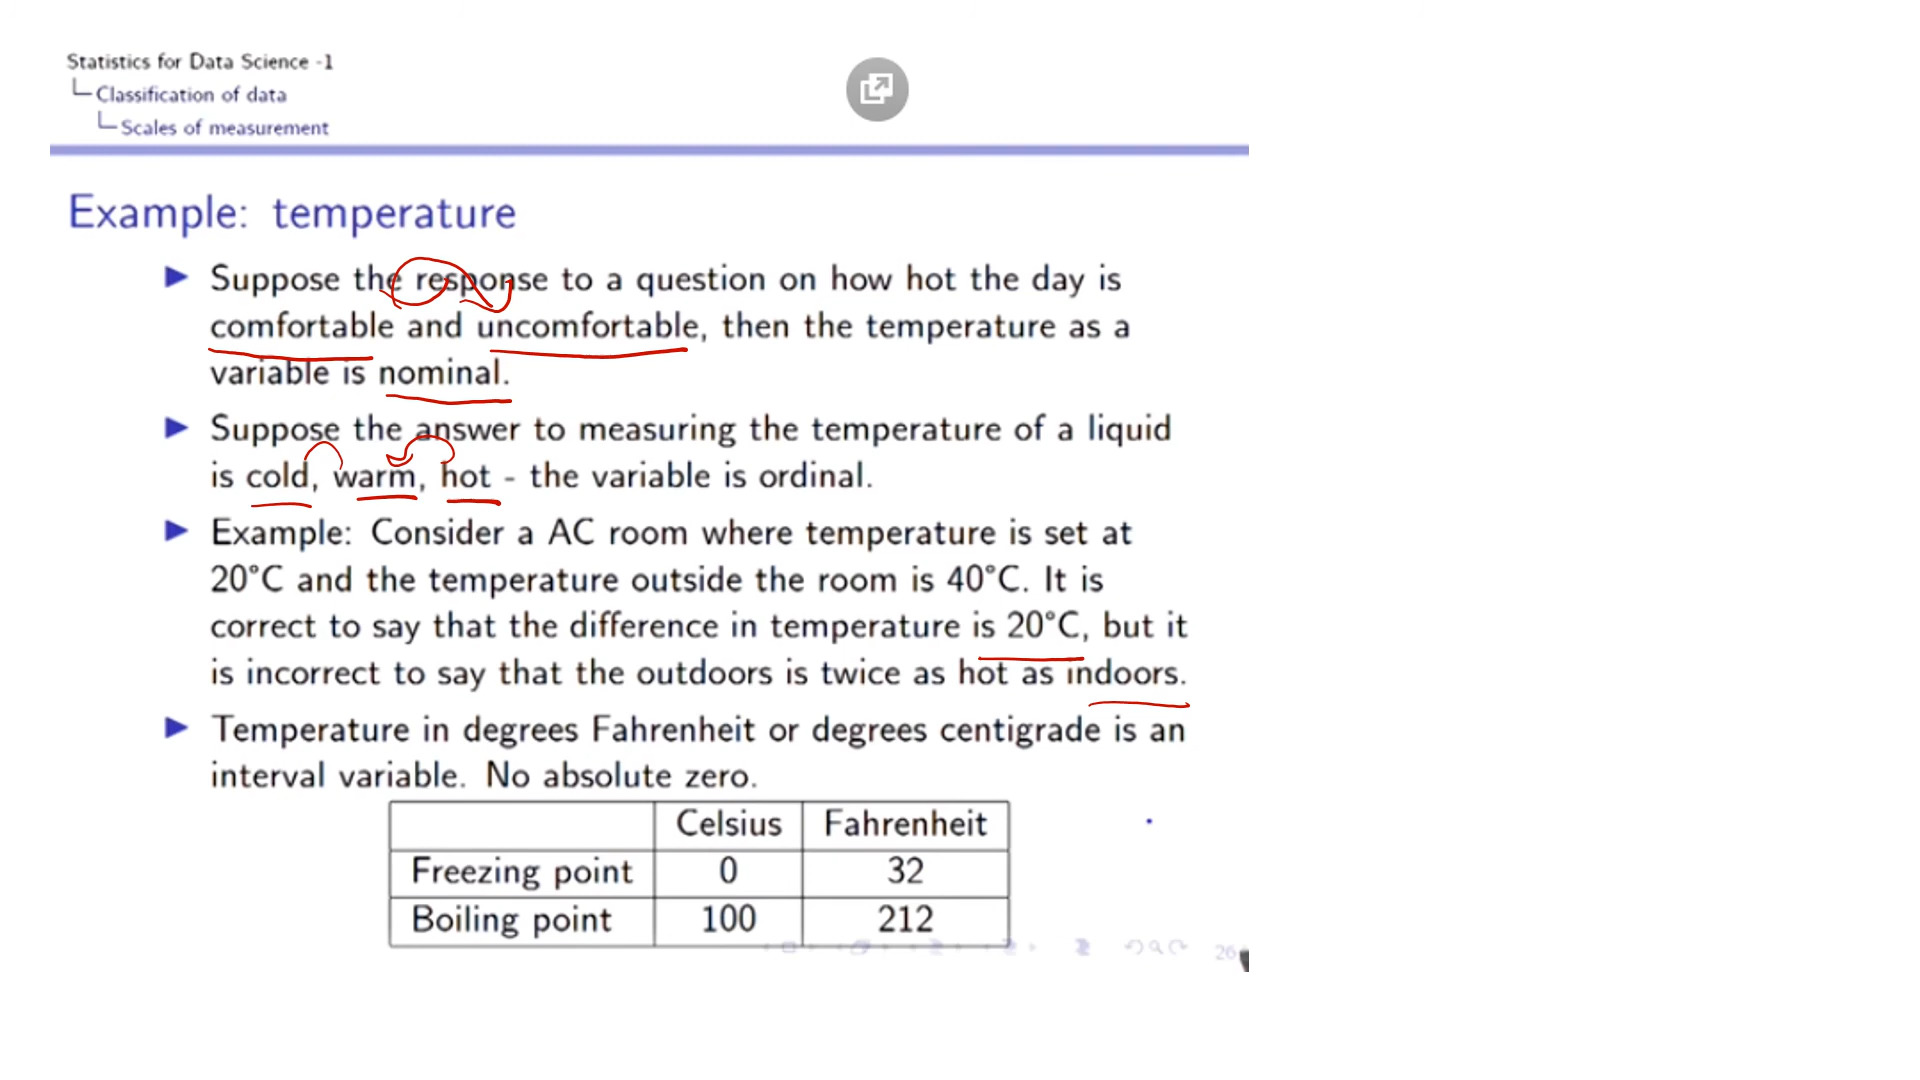 Statistics for Data Science -1
Classification of data
Scales of measurement
Example: temperature
Suppose the response to a question on how hot the day is
comfortable and uncomfortable, then the temperature as a
variable is nominal.
Suppose the answer to measuring the temperature of a liquid
is cold, warm, hot - the variable is ordinal.
Example: Consider a AC room where temperature is set at
20°C and the temperature outside the room is 40°C. It is
correct to say that the difference in temperature is 20°C, but it
is incorrect to say that the outdoors is twice as hot as indoors.
Temperature in degrees Fahrenheit or degrees centigrade is an
interval variable. No absolute zero.
Celsius Fahrenheit
Freezing point 0 32
Boiling point 100 212
26